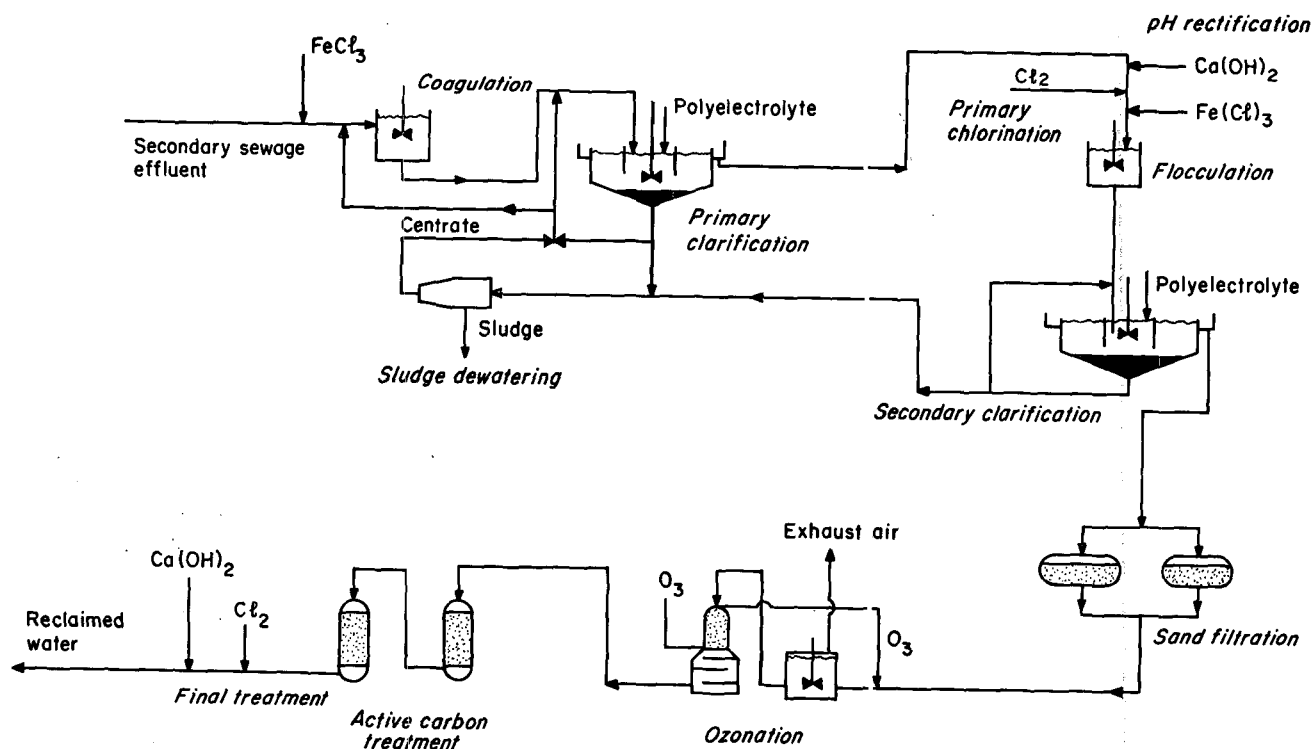 pH rectification
FeCl₃
Coagulation
Ca(OH)₂
Cl₂
Polyelectrolyte
Primary
chlorination
Fe(Cl)₃
Secondary sewage
effluent
Flocculation
Centrate
Primary
clarification
Polyelectrolyte
Sludge
Sludge dewatering
Secondary clarification
Exhaust air
Ca(OH)₂
O₃
Cl₂
Reclaimed
water
O₃
Sand filtration
Final treatment
Active carbon
treatment
Ozonation